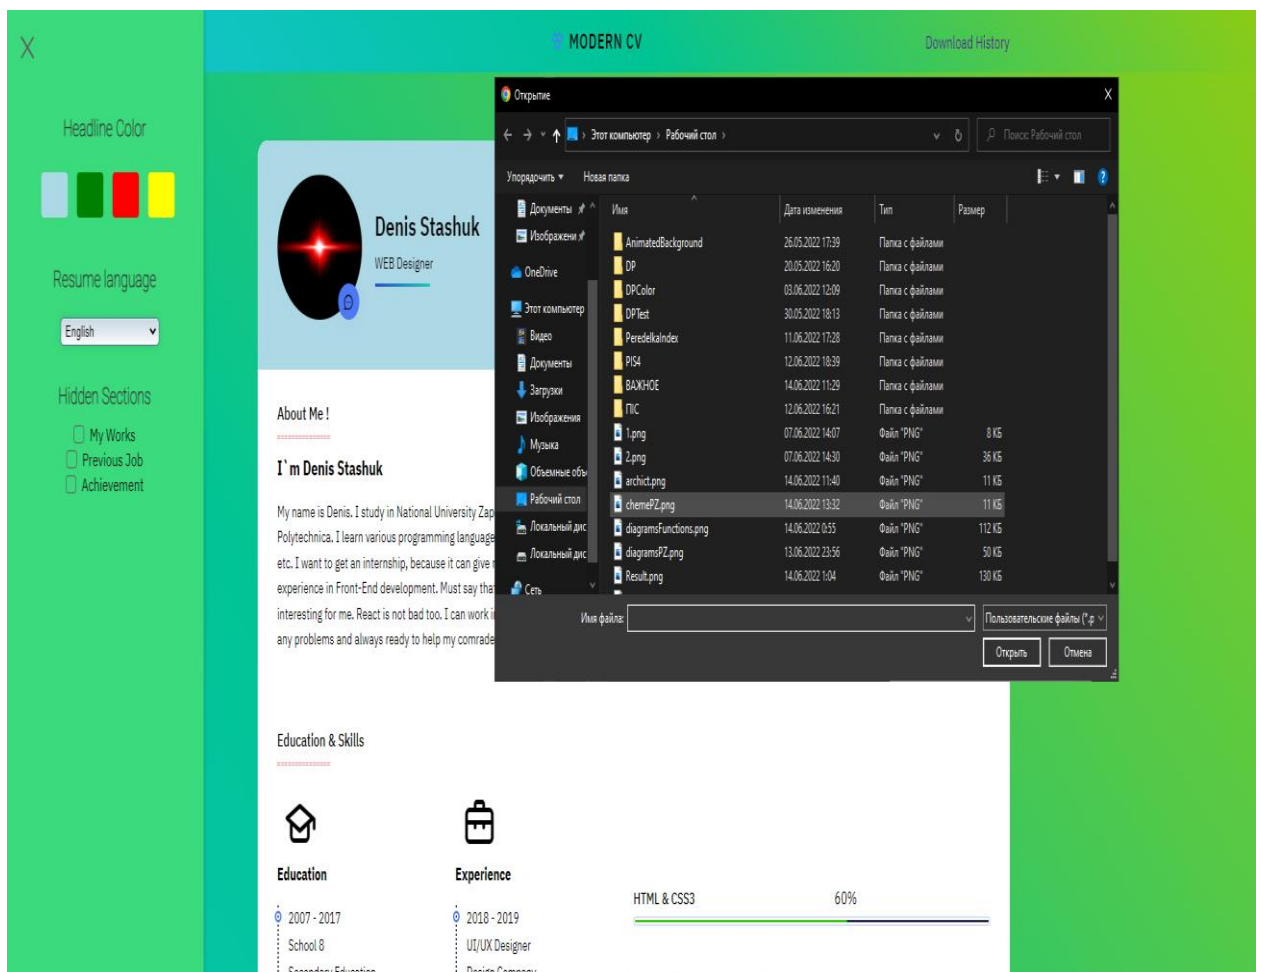 X
MODERN CV
Download History
Headline Color
Resume language
English
Hidden Sections
My Works
Previous Job
Achievement
Denis Stashuk
WEB Designer
About Me !
I`m Denis Stashuk
My name is Denis. I study in National University Zap
Polytechnica. I learn various programming language
etc. I want to get an internship, because it can give
experience in Front-End development. Must say tha
interesting for me. React is not bad too. I can work i
any problems and always ready to help my comrade
Открытие
Этот компьютер › Рабочий стол ›
Поиск: Рабочий стол
Упорядочить Новая папка
Документы
Изображени
OneDrive
Этот компьютер
Видео
Документы
Загрузки
Изображения
Музыка
Объемные объ
Рабочий стол
Локальный дис
Локальный дис
Сеть
Имя Дата изменения Тип Размер
AnimatedBackground 26.05.2022 17:39 Папка с файлами
DP 20.05.2022 16:20 Папка с файлами
DPColor 03.06.2022 12:09 Папка с файлами
DPTest 30.05.2022 18:13 Папка с файлами
PeredelkaIndex 11.06.2022 17:28 Папка с файлами
PIS4 12.06.2022 18:39 Папка с файлами
ВАЖНОЕ 14.06.2022 11:29 Папка с файлами
ПІС 12.06.2022 16:21 Папка с файлами
1.png 07.06.2022 14:07 Файл "PNG" 8 КБ
2.png 07.06.2022 14:30 Файл "PNG" 36 КБ
archict.png 14.06.2022 11:40 Файл "PNG" 11 КБ
chemePZ.png 14.06.2022 13:32 Файл "PNG" 11 КБ
diagramsFunctions.png 14.06.2022 0:55 Файл "PNG" 112 КБ
diagramsPZ.png 13.06.2022 23:56 Файл "PNG" 50 КБ
Result.png 14.06.2022 1:04 Файл "PNG" 130 КБ
Имя файла:
Пользовательские файлы (*.p
Открыть Отмена
Education & Skills
Education
2007 - 2017
School 8
Secondary Education
Experience
2018 - 2019
UI/UX Designer
Design Company
HTML & CSS3 60%